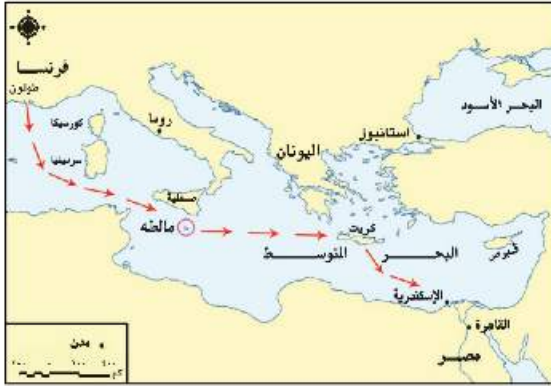 فرنسا
طولون
كورسيكا
سردينيا
روما
صقلية
مالطه
اليونان
استانبول
البحر الأسود
كريت
قبرص
البحر المتوسط
الإسكندرية
القاهرة
مصر
مدن
كم